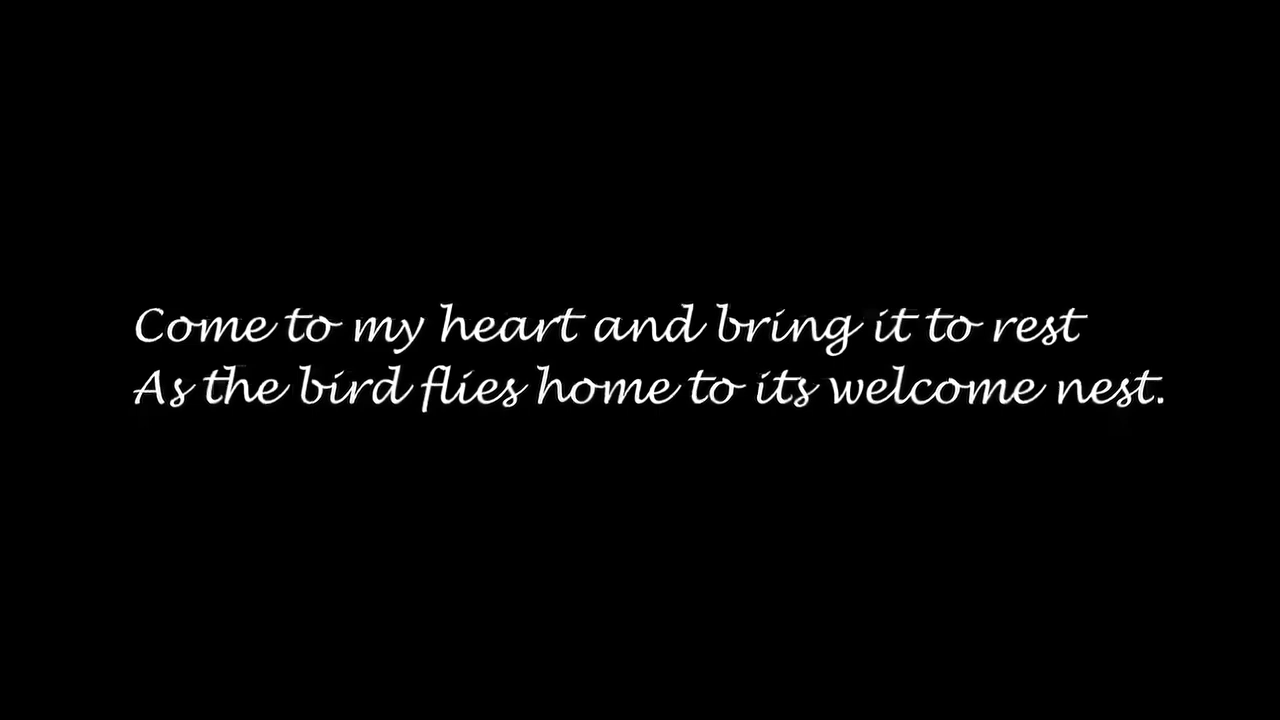 Come to my heart and bring it to rest
As the bird flies home to its welcome nest.